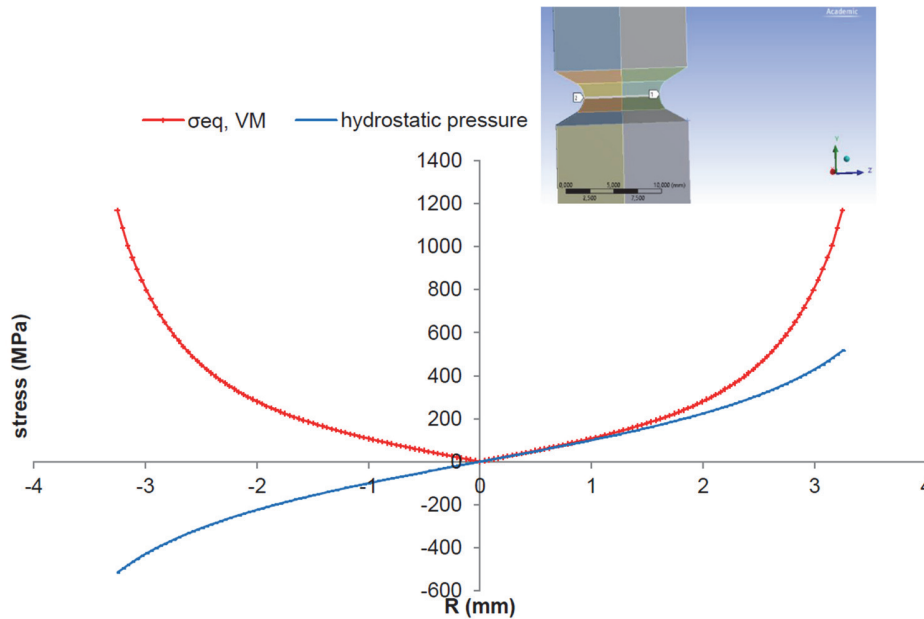 Academic
2
1
Y
Z
0,000 5,000 10,000 (mm)
2,500 7,500
σeq, VM hydrostatic pressure
1400
1200
1000
800
600
400
200
0
-200
-400
-600
-4 -3 -2 -1 0 1 2 3 4
stress (MPa)
R (mm)